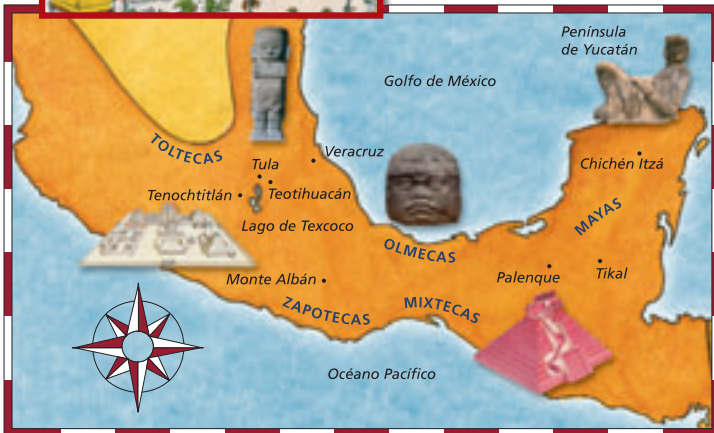 Península
de Yucatán
Golfo de México
TOLTECAS
Veracruz
Tula
Chichén Itzá
Tenochtitlán
Teotihuacán
MAYAS
Lago de Texcoco
OLMECAS
Palenque
Tikal
Monte Albán
ZAPOTECAS
MIXTECAS
Océano Pacífico